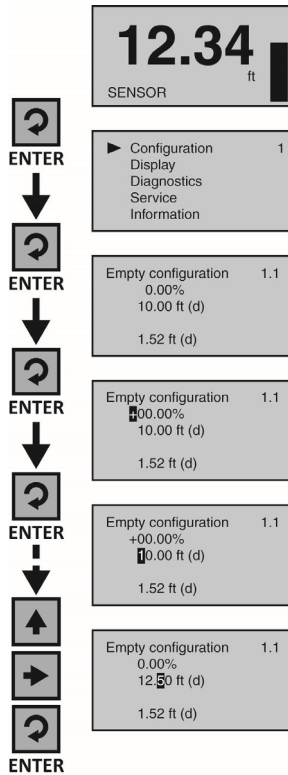 12.34
ft
SENSOR
ENTER
► Configuration 1
Display
Diagnostics
Service
Information
ENTER
Empty configuration 1.1
0.00%
10.00 ft (d)
1.52 ft (d)
ENTER
Empty configuration 1.1
+00.00%
10.00 ft (d)
1.52 ft (d)
ENTER
Empty configuration 1.1
+00.00%
10.00 ft (d)
1.52 ft (d)
Empty configuration 1.1
0.00%
12.50 ft (d)
1.52 ft (d)
ENTER